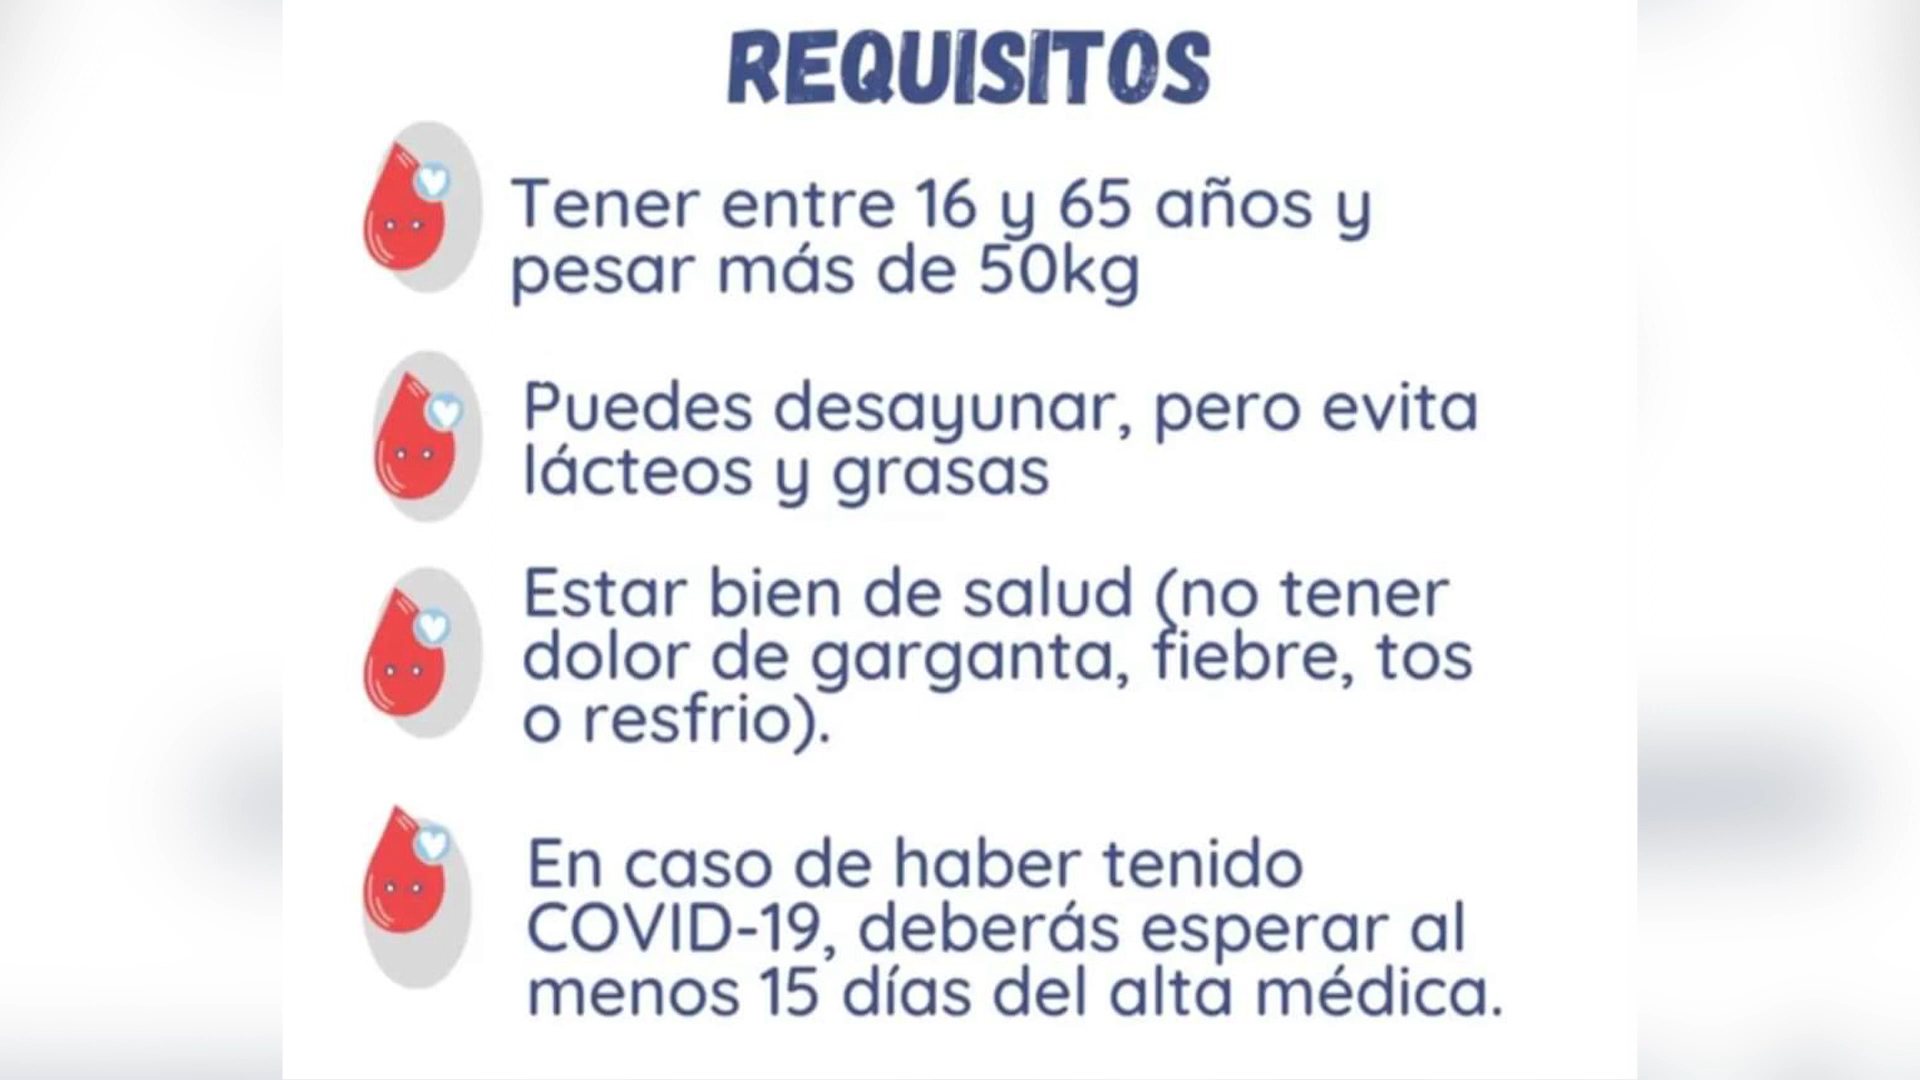 REQUISITOS
Tener entre 16 y 65 años y
pesar más de 50kg
Puedes desayunar, pero evita
lácteos y grasas
Estar bien de salud (no tener
dolor de garganta, fiebre, tos
o resfrio).
En caso de haber tenido
COVID-19, deberás esperar al
menos 15 días del alta médica.